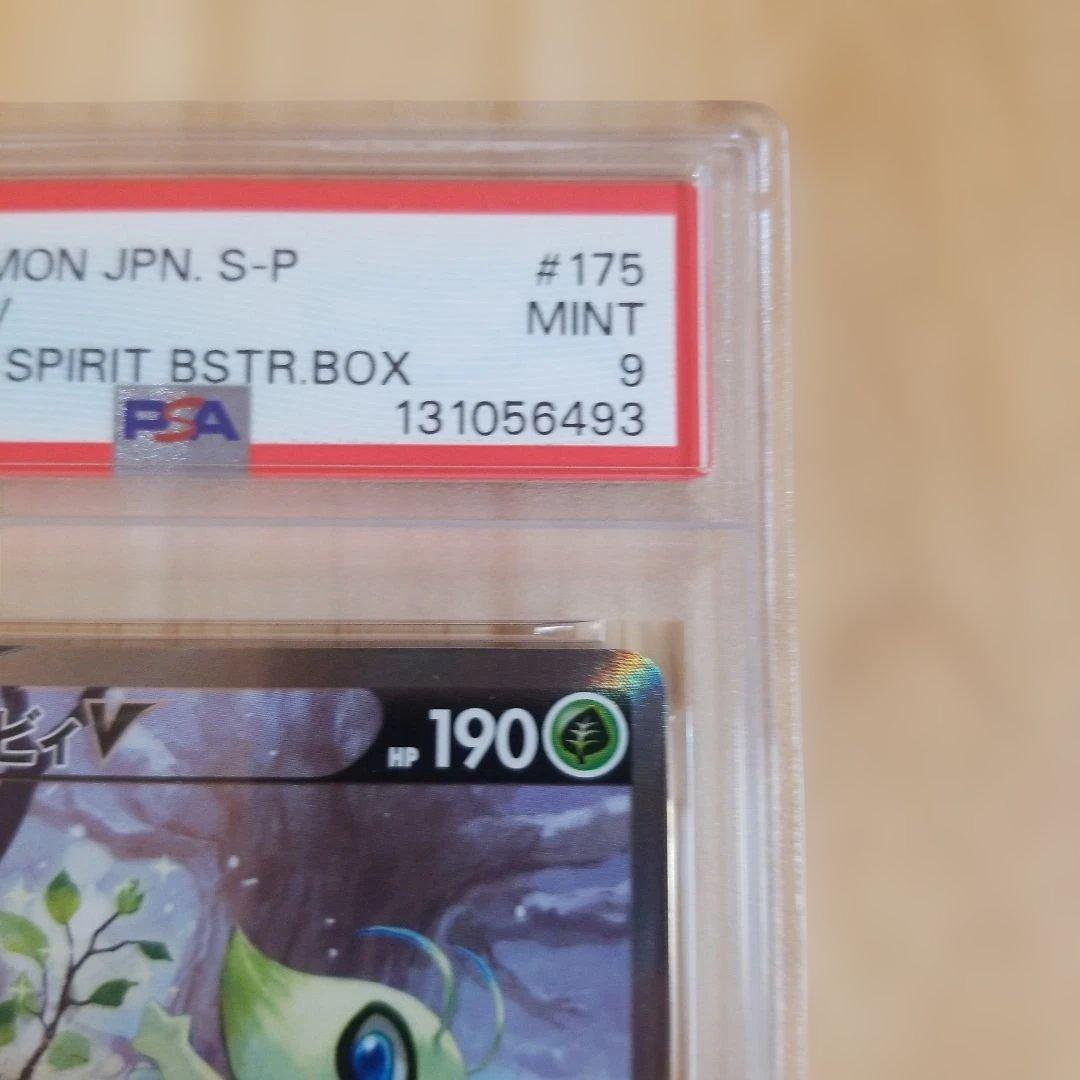 MON JPN. S-P #175
V MINT
SPIRIT BSTR.BOX 9
PSA 131056493
ビィV HP 190